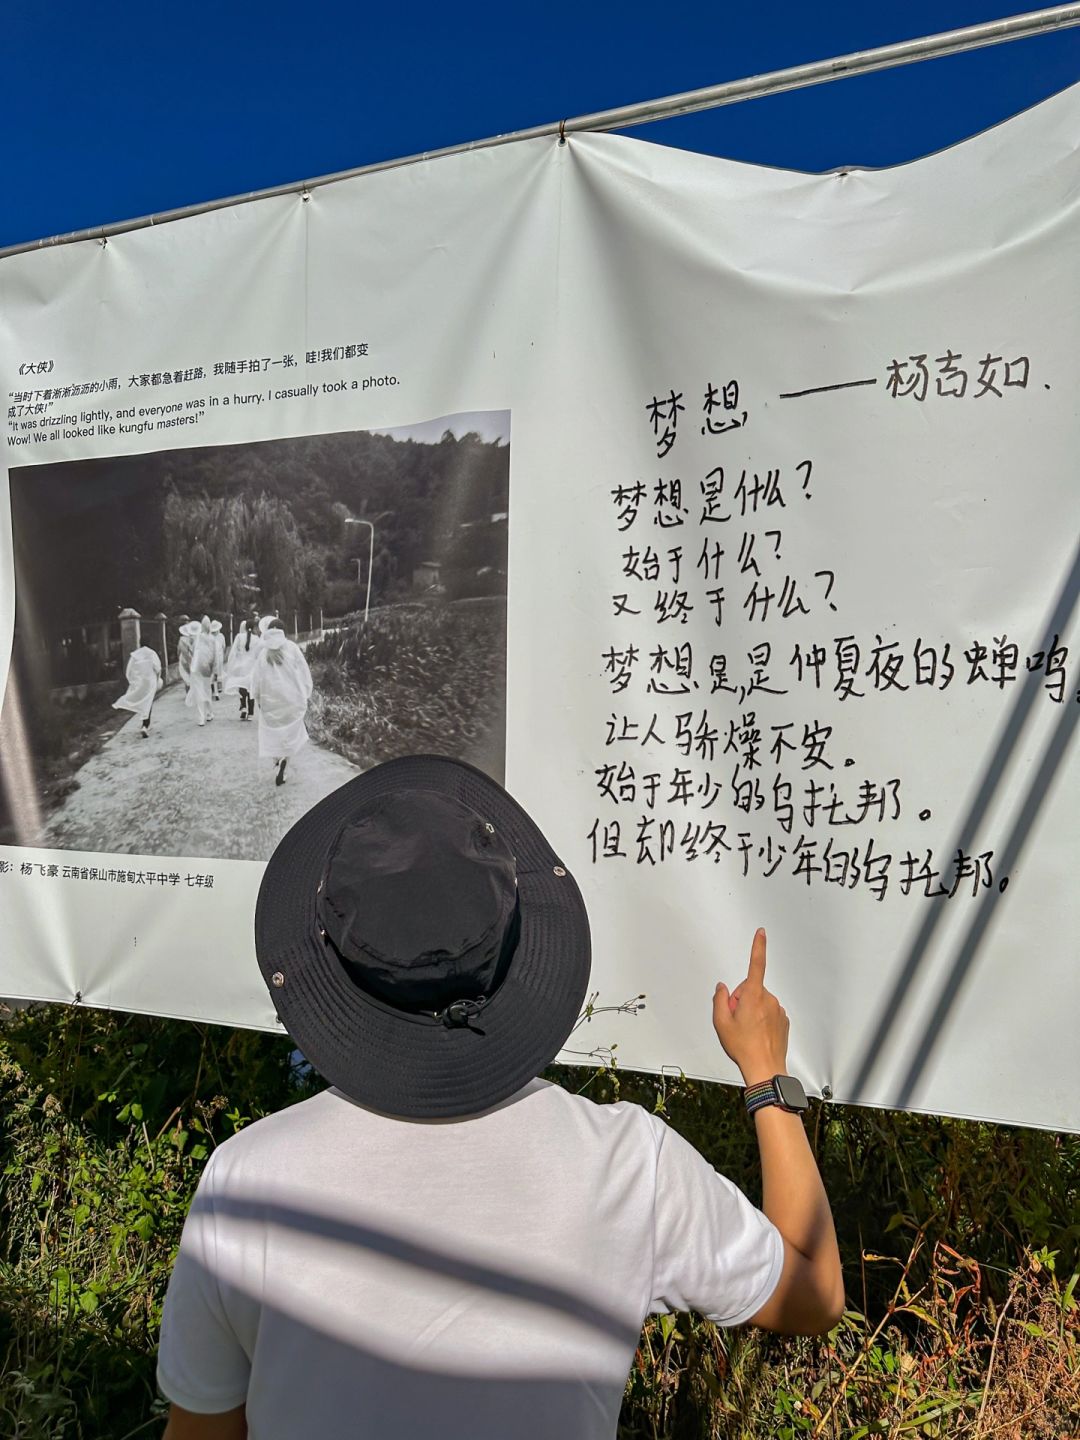 《大侠》
“当时下着淅淅沥沥的小雨，大家都急着赶路，我随手拍了一张，哇!我们都变
成了大侠!”
“It was drizzling lightly, and everyone was in a hurry. I casually took a photo.
Wow! We all looked like kungfu masters!”
影：杨飞豪 云南省保山市施甸太平中学 七年级
梦想 ——杨吉如.
梦想是什么？
始于什么？
又终于什么？
梦想是,是仲夏夜的蝉鸣。
让人骄燥不安。
始于年少的乌托邦。
但却终于少年的乌托邦。